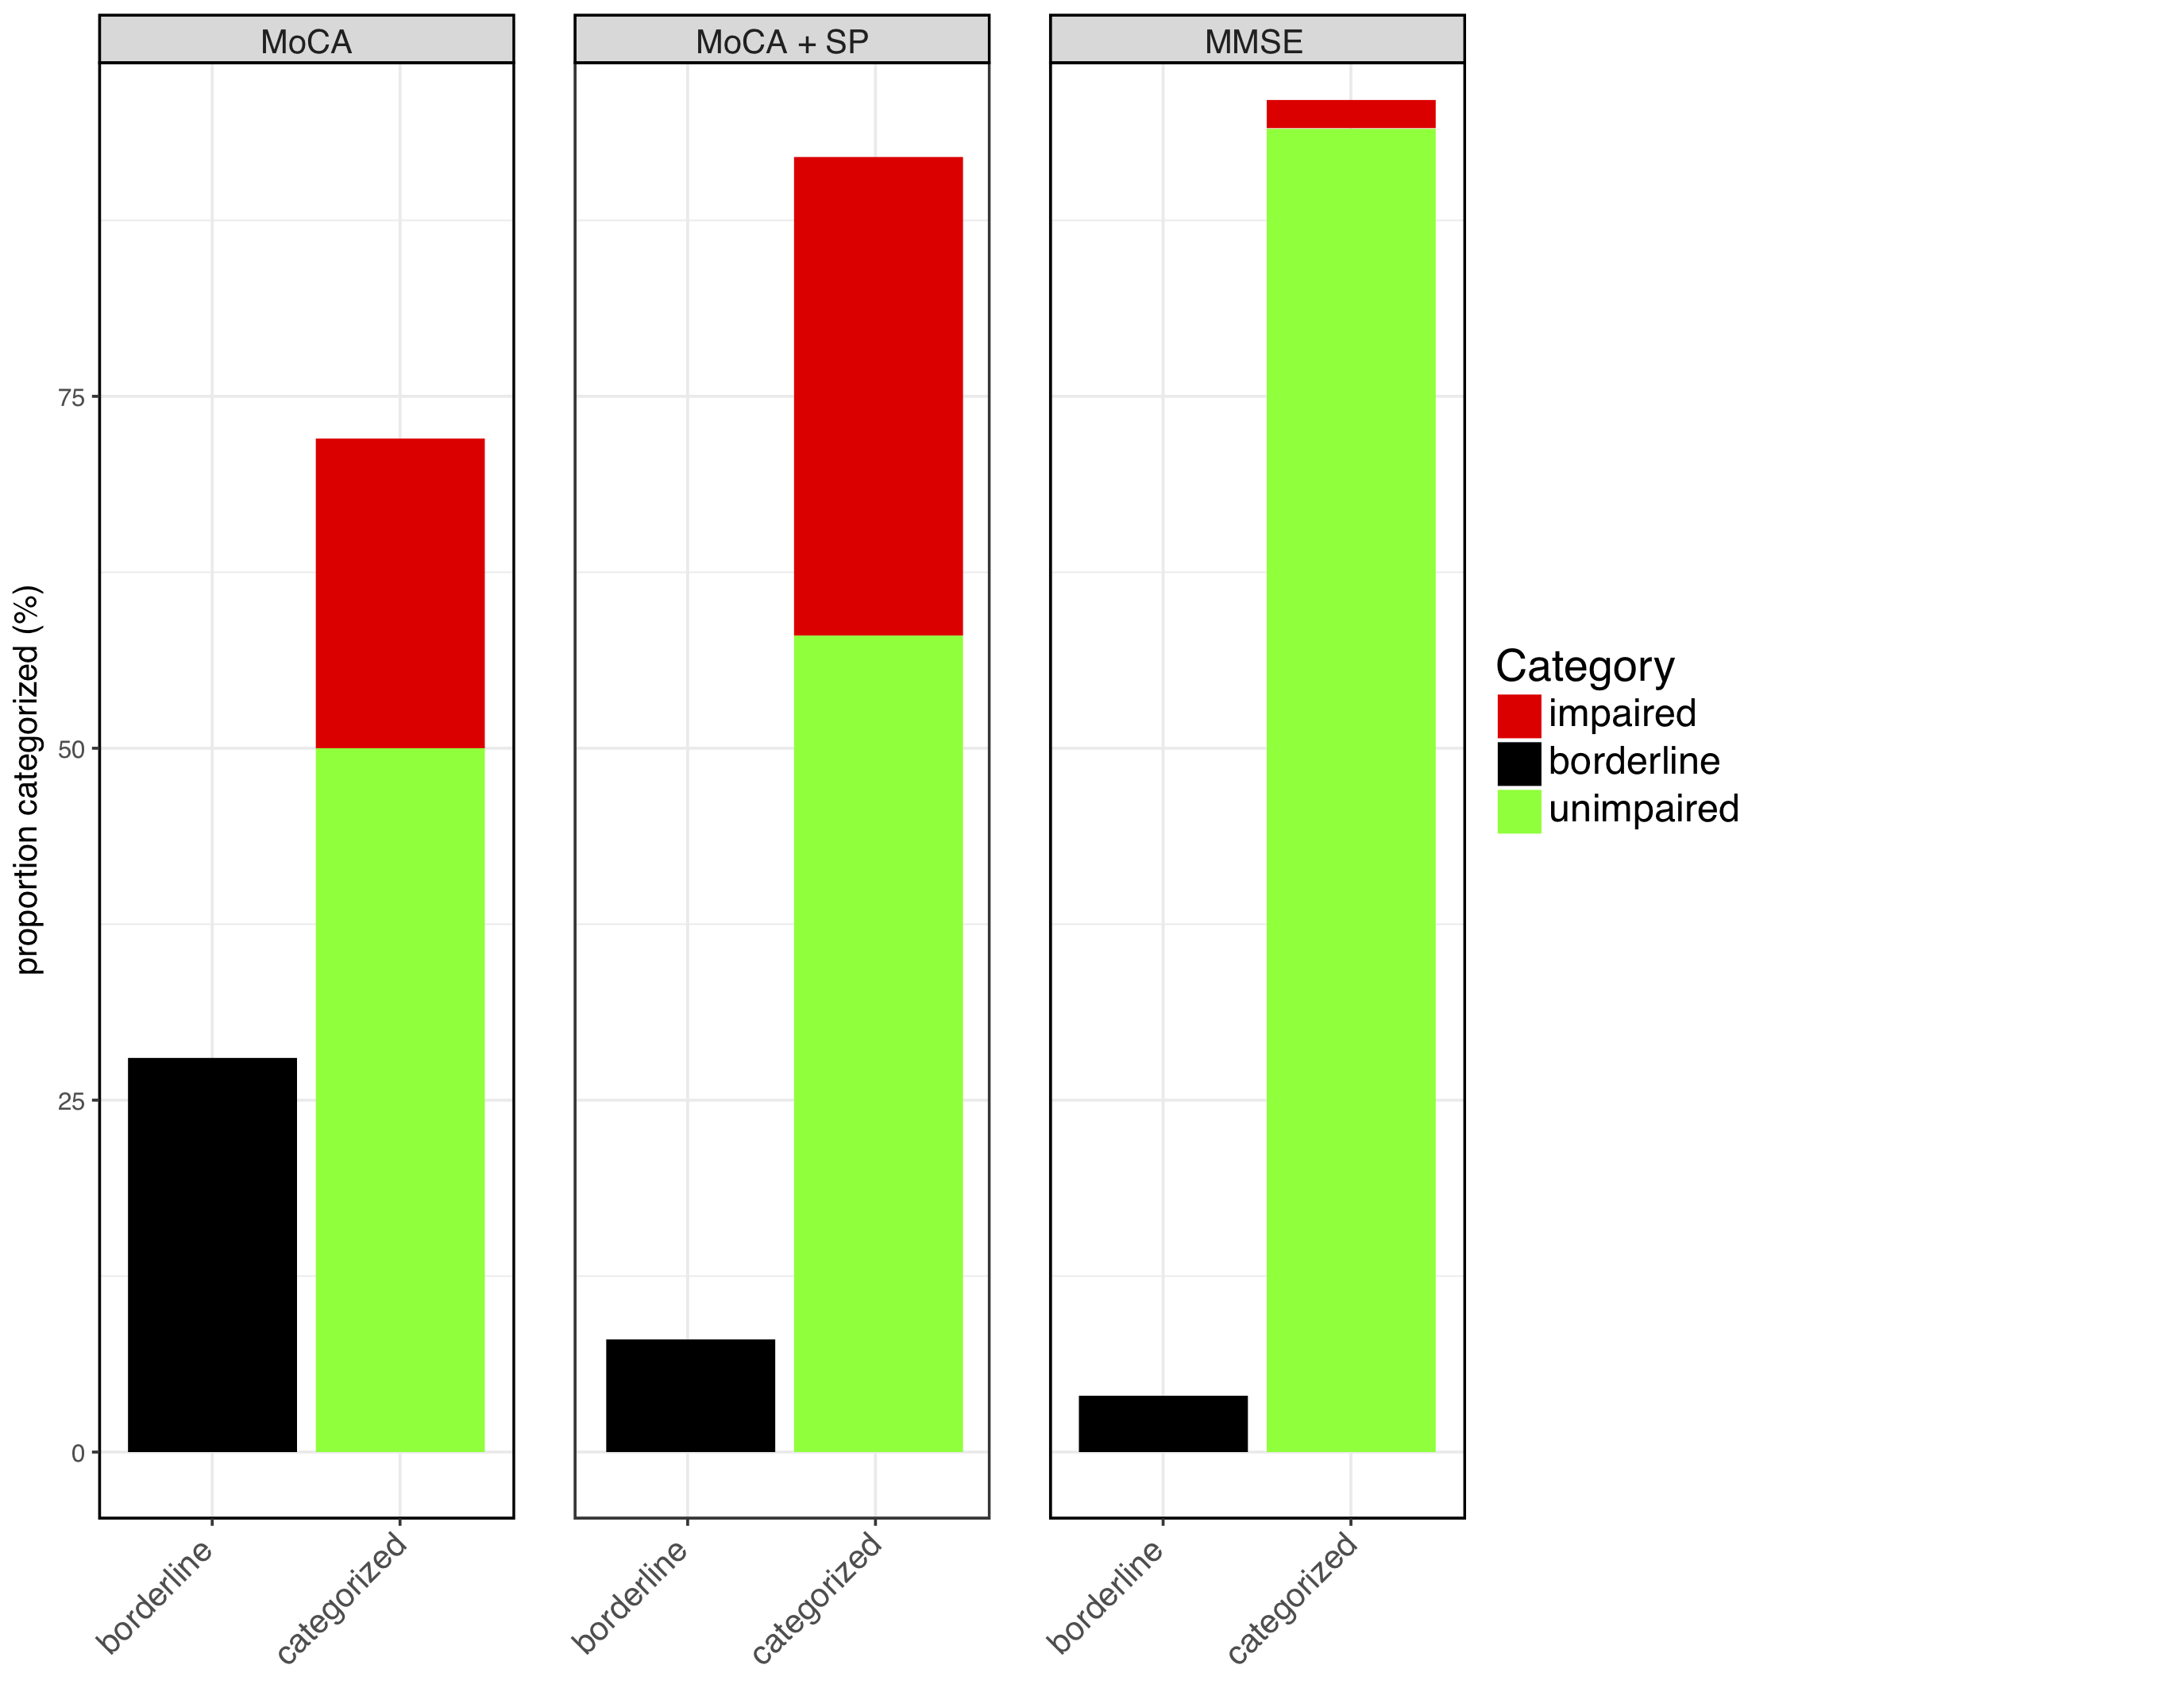 MoCA
MoCA + SP
MMSE
proportion categorized (%)
75
50
25
0
borderline
categorized
borderline
categorized
borderline
categorized
Category
impaired
borderline
unimpaired